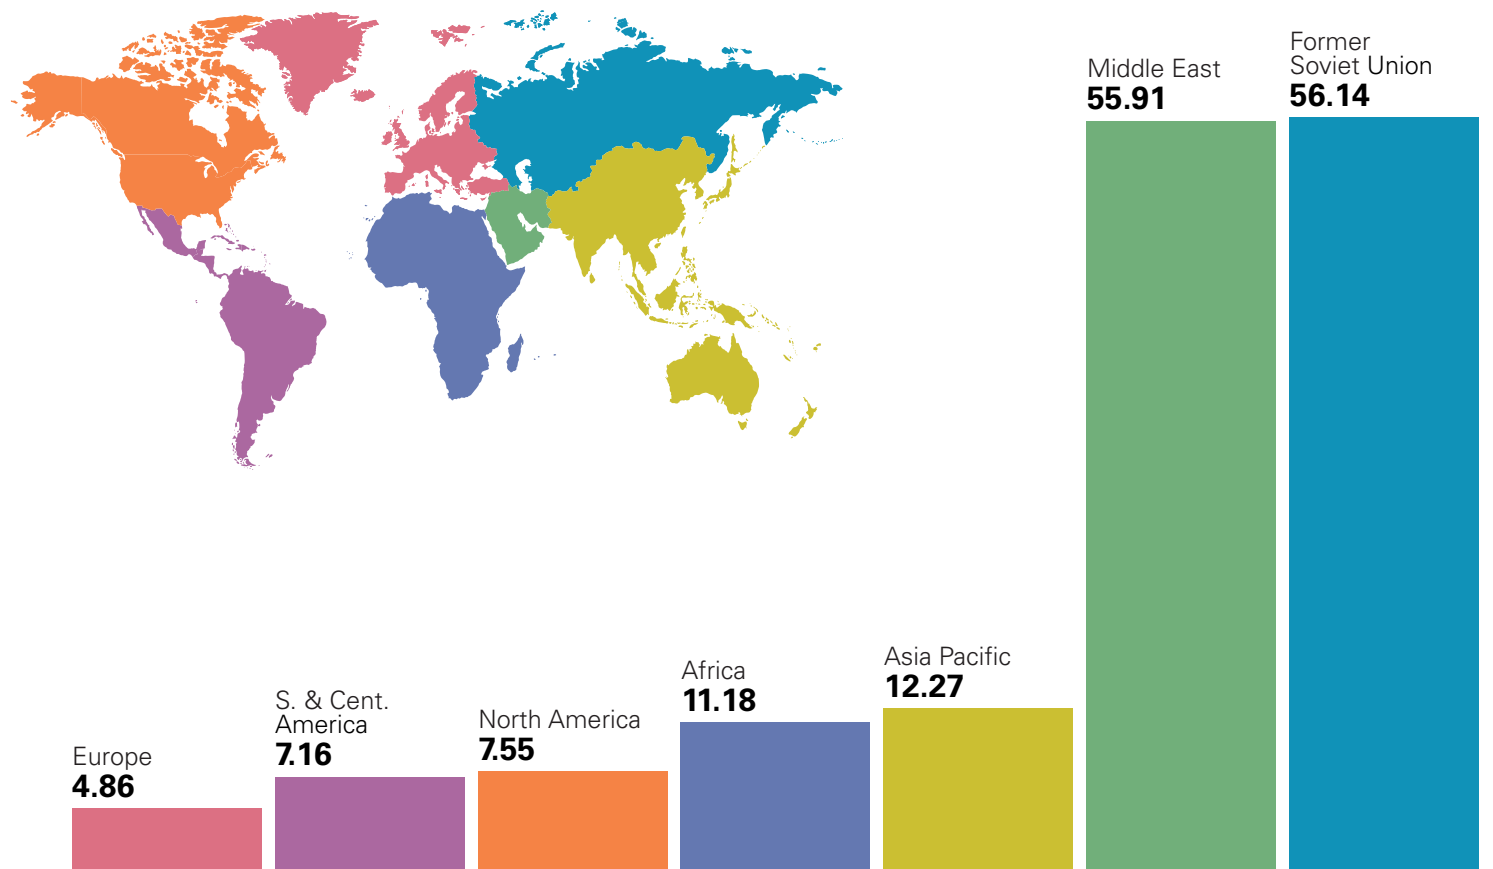 Europe
4.86
S. & Cent.
America
7.16
North America
7.55
Africa
11.18
Asia Pacific
12.27
Middle East
55.91
Former
Soviet Union
56.14